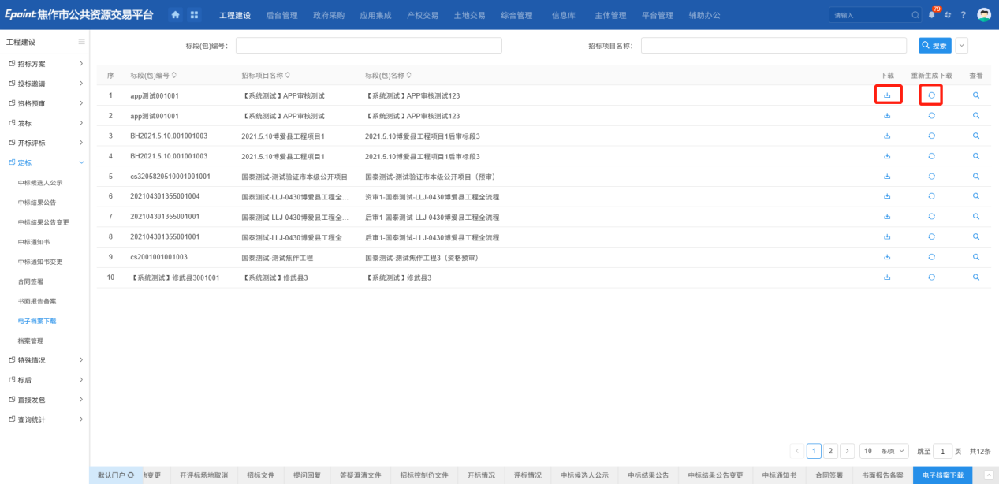 Epoint焦作市公共资源交易平台 工程建设 后台管理 政府采购 应用集成 产权交易 土地交易 综合管理 信息库 主体管理 平台管理 辅助办公 请输入 79 ?
工程建设
招标方案
投标邀请
资格预审
发标
开标评标
定标
中标候选人公示
中标结果公告
中标结果公告变更
中标通知书
中标通知书变更
合同签署
书面报告备案
电子档案下载
档案管理
特殊情况
标后
直接发包
查询统计
标段(包)编号: 招标项目名称: 搜索
序 标段(包)编号 招标项目名称 标段(包)名称 下载 重新生成下载 查看
1 app测试001001 【系统测试】APP审核测试 【系统测试】APP审核测试123
2 app测试001001 【系统测试】APP审核测试 【系统测试】APP审核测试123
3 BH2021.5.10.001001003 2021.5.10博爱县工程项目1 2021.5.10博爱县工程项目1后审标段3
4 BH2021.5.10.001001003 2021.5.10博爱县工程项目1 2021.5.10博爱县工程项目1后审标段3
5 cs3205820510001001001 国泰测试-测试验证市本级公开项目 国泰测试-测试验证市本级公开项目（预审）
6 202104301355001004 国泰测试-LLJ-0430博爱县工程全... 资审1-国泰测试-LLJ-0430博爱县工程全流程
7 202104301355001001 国泰测试-LLJ-0430博爱县工程全... 后审1-国泰测试-LLJ-0430博爱县工程全流程
8 202104301355001001 国泰测试-LLJ-0430博爱县工程全... 后审1-国泰测试-LLJ-0430博爱县工程全流程
9 cs2001001001003 国泰测试-测试焦作工程 国泰测试-测试焦作工程3（资格预审）
10 【系统测试】修武县3001001 【系统测试】修武县3 【系统测试】修武县3
1 2 10 条/页 跳至 1 页 共12条
默认门户 地变更 开评标场地取消 招标文件 提问回复 答疑澄清文件 招标控制价文件 开标情况 评标情况 中标候选人公示 中标结果公告 中标结果公告变更 中标通知书 合同签署 书面报告备案 电子档案下载